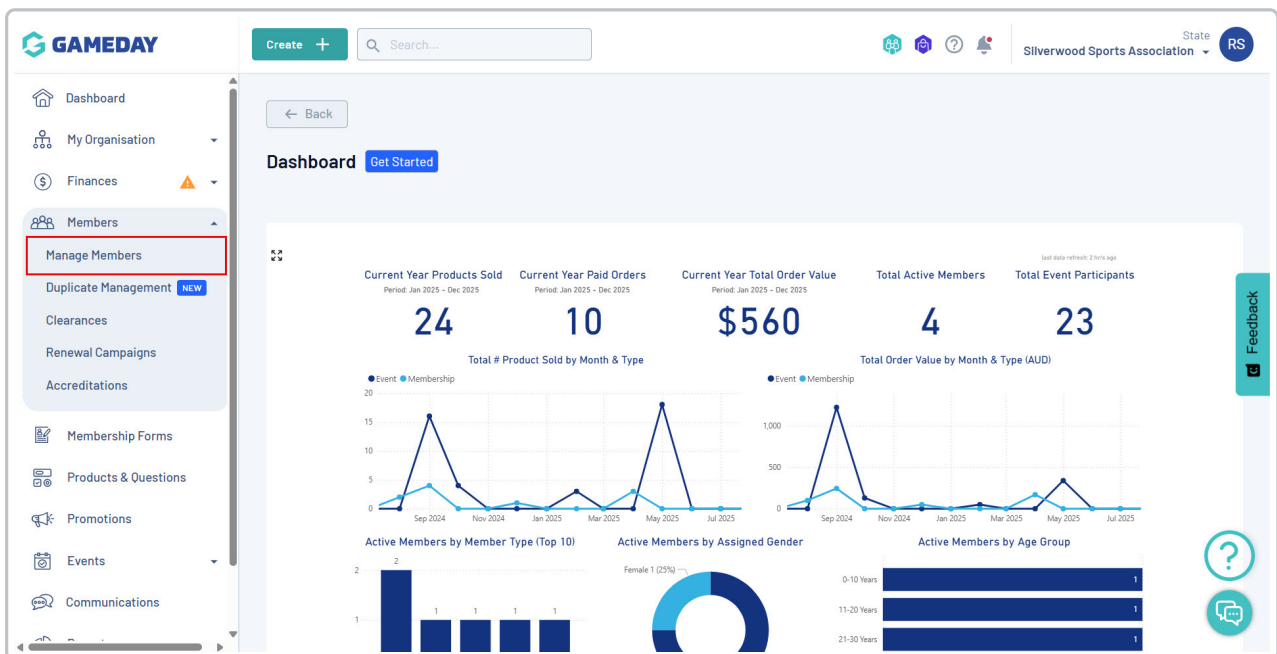 GAMEDAY
Create +
Search...
State
Silverwood Sports Association
RS
Dashboard
My Organisation
Finances
Members
Manage Members
Duplicate Management NEW
Clearances
Renewal Campaigns
Accreditations
Membership Forms
Products & Questions
Promotions
Events
Communications
← Back
Dashboard Get Started
last data refresh: 2 hr's ago
Current Year Products Sold
Period: Jan 2025 - Dec 2025
24
Current Year Paid Orders
Period: Jan 2025 - Dec 2025
10
Current Year Total Order Value
Period: Jan 2025 - Dec 2025
$560
Total Active Members
4
Total Event Participants
23
Total # Product Sold by Month & Type
Event Membership
20
15
10
5
0
Sep 2024 Nov 2024 Jan 2025 Mar 2025 May 2025 Jul 2025
Total Order Value by Month & Type (AUD)
Event Membership
1,000
500
0
Sep 2024 Nov 2024 Jan 2025 Mar 2025 May 2025 Jul 2025
Active Members by Member Type (Top 10)
2
1
2
1 1 1 1
Active Members by Assigned Gender
Female 1 (25%)
Active Members by Age Group
0-10 Years 1
11-20 Years 1
21-30 Years 1
Feedback
?